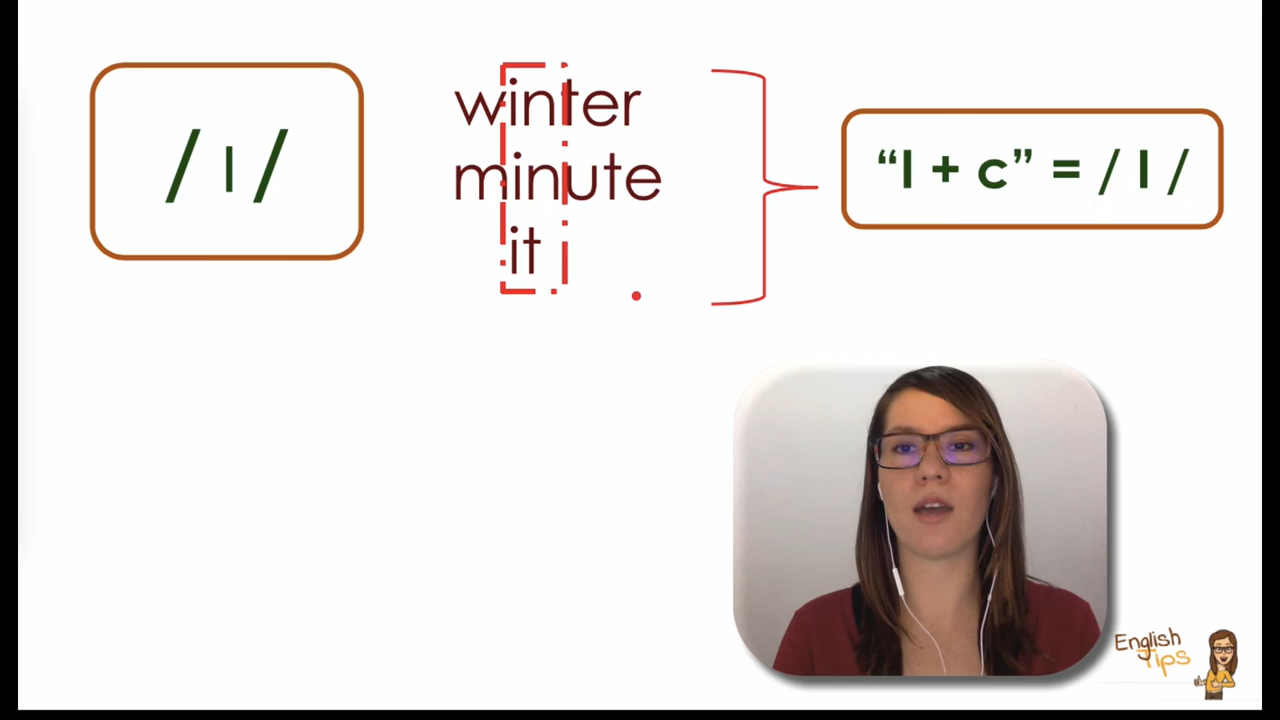 / ı /
winter
minute
it
“I + c” = / I /
English
Tips